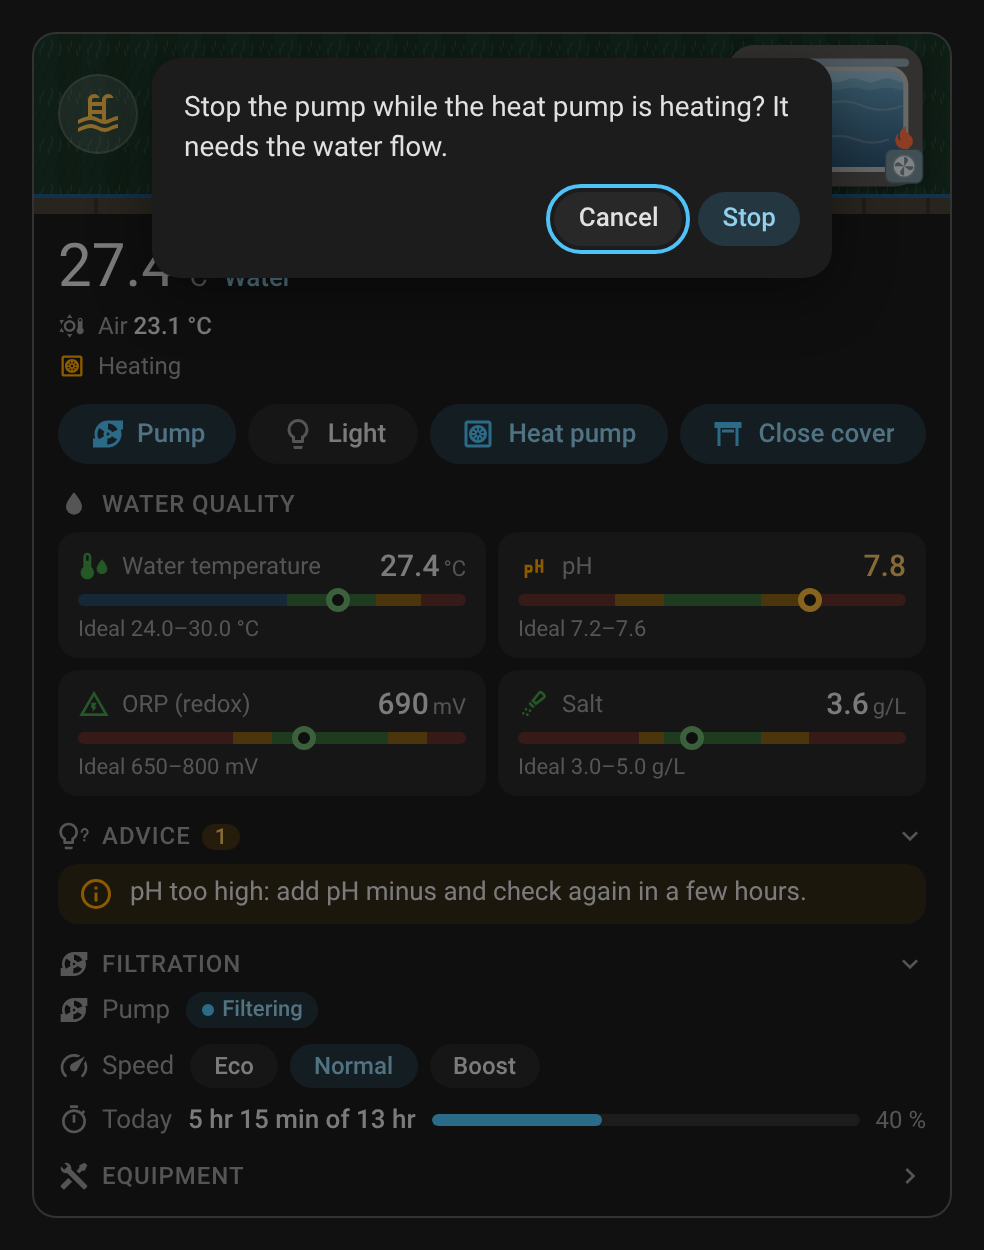 Stop the pump while the heat pump is heating? It
needs the water flow.
Cancel Stop
27.4 °C Water
Air 23.1 °C
Heating
Pump Light Heat pump Close cover
WATER QUALITY
Water temperature 27.4 °C
Ideal 24.0–30.0 °C
pH pH 7.8
Ideal 7.2–7.6
ORP (redox) 690 mV
Ideal 650–800 mV
Salt 3.6 g/L
Ideal 3.0–5.0 g/L
? ADVICE 1
pH too high: add pH minus and check again in a few hours.
FILTRATION
Pump Filtering
Speed Eco Normal Boost
Today 5 hr 15 min of 13 hr 40 %
EQUIPMENT